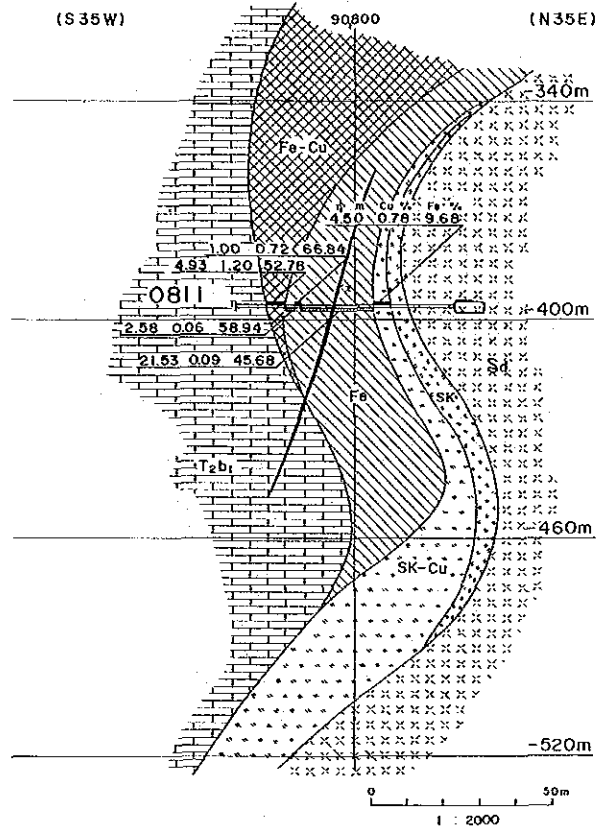 (S35W) 90800 (N35E)
-340m
Fe-Cu
m Cu % Fe %
4.50 0.78 9.68
1.00 0.72 66.84
4.93 1.20 52.78
0811
-400m
2.58 0.06 58.94
21.53 0.09 45.68
Sd
Fe
SK
T2b1
-460m
SK-Cu
-520m
0 50m
1 : 2000